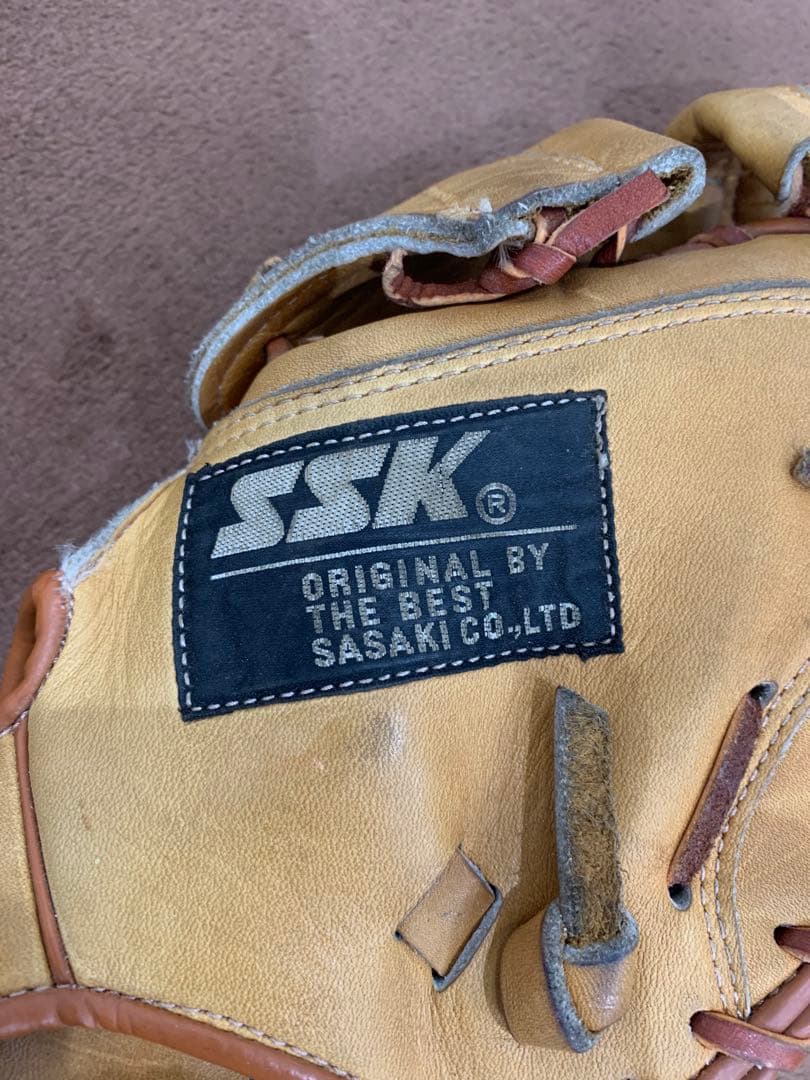 SSK®
ORIGINAL BY
THE BEST
SASAKI CO.,LTD